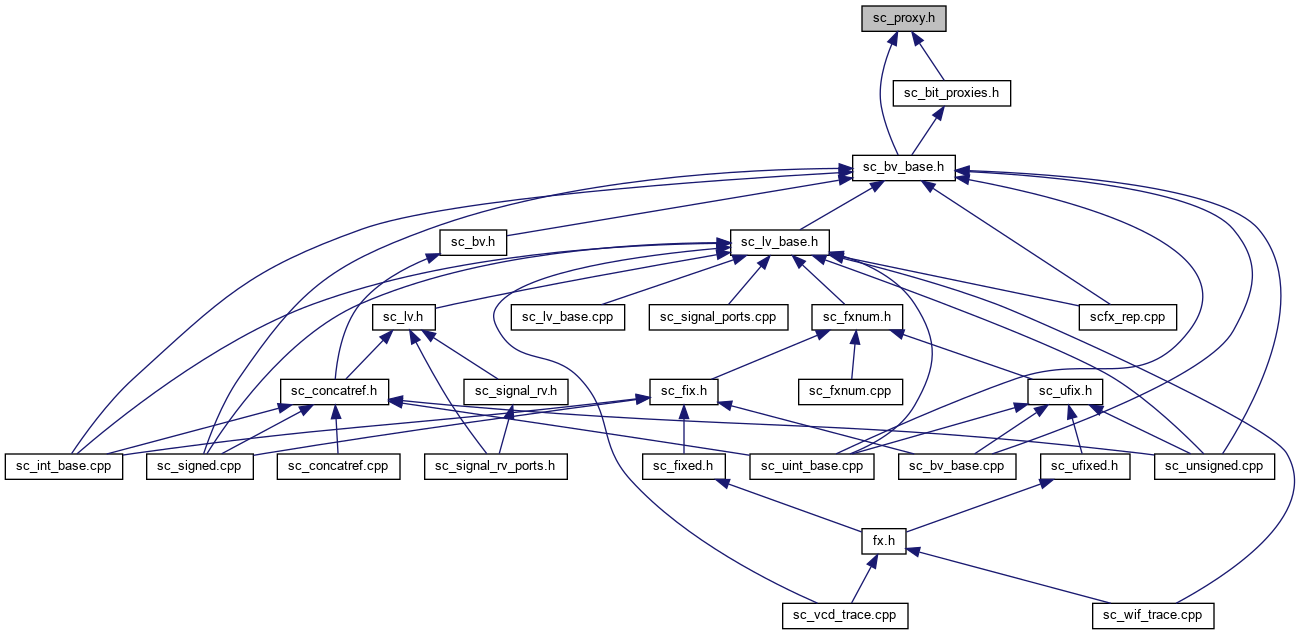 sc_proxy.h
sc_bit_proxies.h
sc_bv_base.h
sc_bv.h
sc_lv_base.h
sc_lv.h
sc_lv_base.cpp
sc_signal_ports.cpp
sc_fxnum.h
scfx_rep.cpp
sc_concatref.h
sc_signal_rv.h
sc_fix.h
sc_fxnum.cpp
sc_ufix.h
sc_int_base.cpp
sc_signed.cpp
sc_concatref.cpp
sc_signal_rv_ports.h
sc_fixed.h
sc_uint_base.cpp
sc_bv_base.cpp
sc_ufixed.h
sc_unsigned.cpp
fx.h
sc_vcd_trace.cpp
sc_wif_trace.cpp